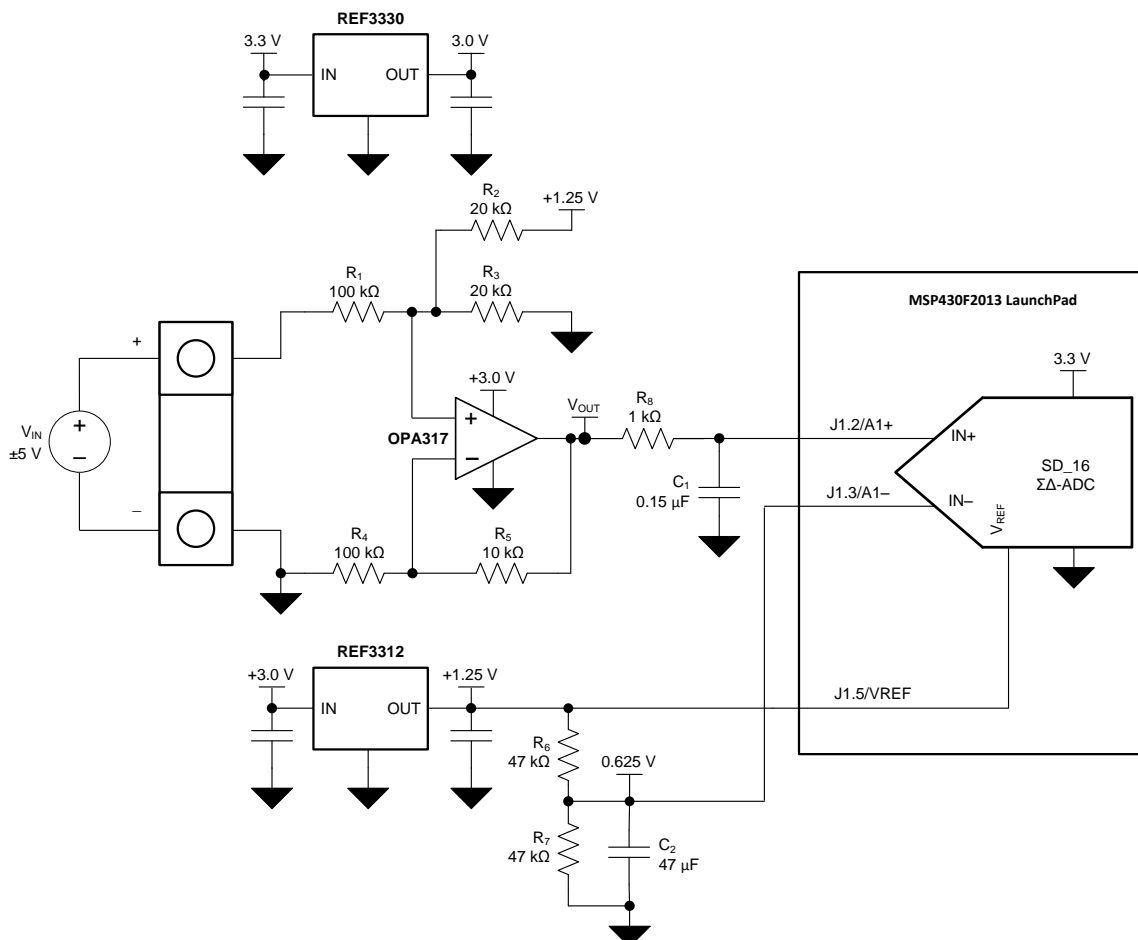 REF3330
3.3 V
3.0 V
IN
OUT
R2
20 kΩ
+1.25 V
R1
100 kΩ
R3
20 kΩ
MSP430F2013 LaunchPad
+
VIN
±5 V
+
−
−
+3.0 V
OPA317
+
−
VOUT
R8
1 kΩ
C1
0.15 µF
J1.2/A1+
J1.3/A1−
3.3 V
IN+
IN−
SD_16
ΣΔ-ADC
VREF
R4
100 kΩ
R5
10 kΩ
REF3312
+3.0 V
+1.25 V
IN
OUT
J1.5/VREF
R6
47 kΩ
0.625 V
R7
47 kΩ
C2
47 µF